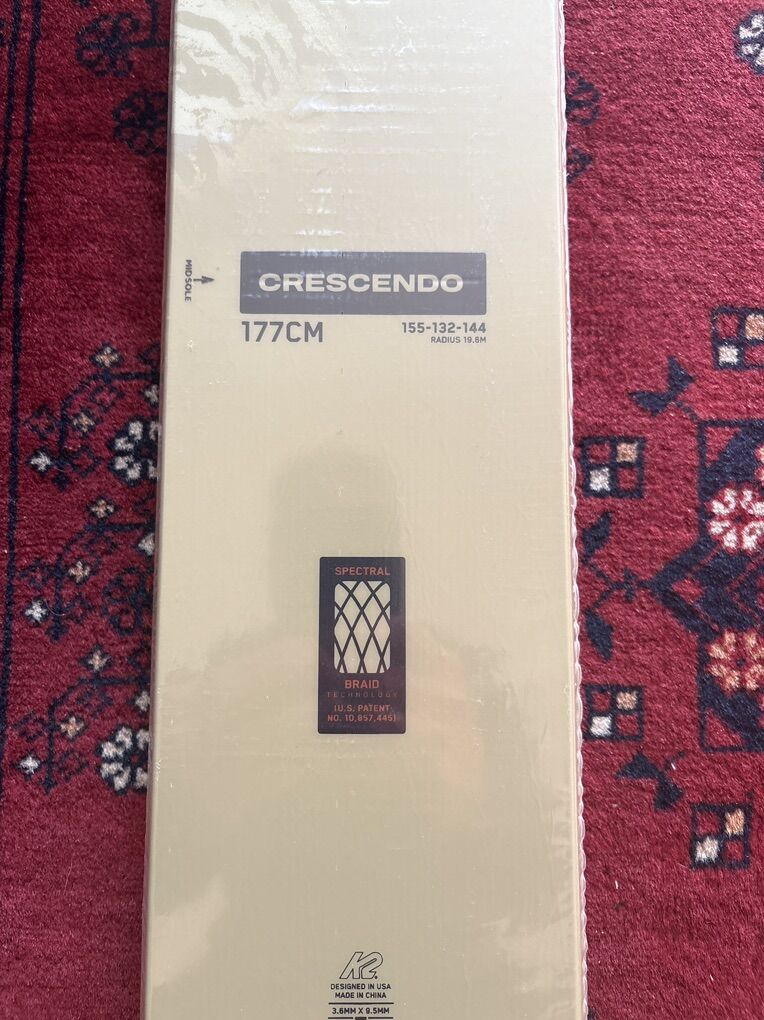 MIDSOLE
CRESCENDO
177CM
155-132-144
RADIUS 19.6M
SPECTRAL
BRAID
TECHNOLOGY
(U.S. PATENT
NO. 10,857,445)
K2
DESIGNED IN USA
MADE IN CHINA
3.6MM X 9.5MM